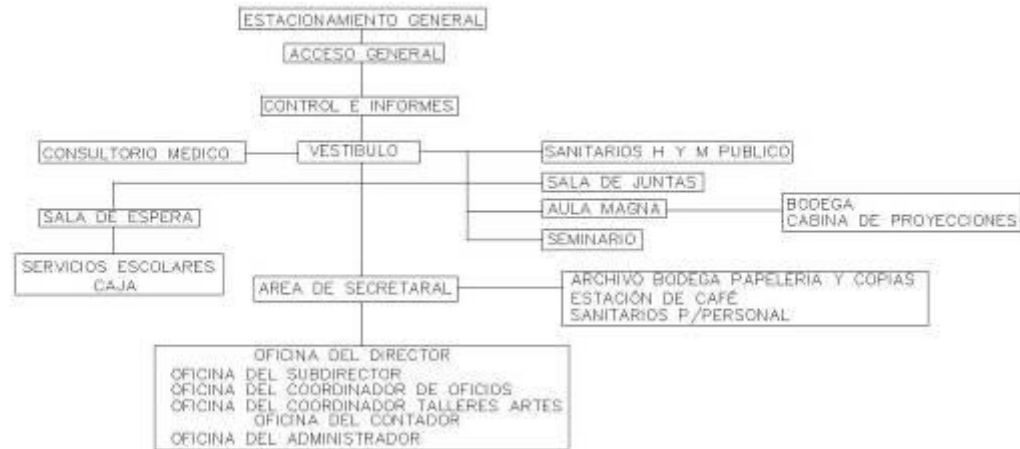 ESTACIONAMIENTO GENERAL
ACCESO GENERAL
CONTROL E INFORMES
CONSULTORIO MEDICO
VESTIBULO
SANITARIOS H Y M PUBLICO
SALA DE JUNTAS
SALA DE ESPERA
AULA MAGNA
BODEGA
CABINA DE PROYECCIONES
SEMINARIO
SERVICIOS ESCOLARES
CAJA
AREA DE SECRETARAL
ARCHIVO BODEGA PAPELERIA Y COPIAS
ESTACIÓN DE CAFÉ
SANITARIOS P/PERSONAL
OFICINA DEL DIRECTOR
OFICINA DEL SUBDIRECTOR
OFICINA DEL COORDINADOR DE OFICIOS
OFICINA DEL COORDINADOR TALLERES ARTES
OFICINA DEL CONTADOR
OFICINA DEL ADMINISTRADOR